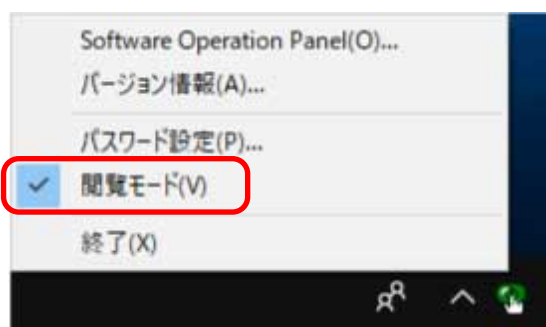 Software Operation Panel(O)...
バージョン情報(A)...
パスワード設定(P)...
閲覧モード(V)
終了(X)